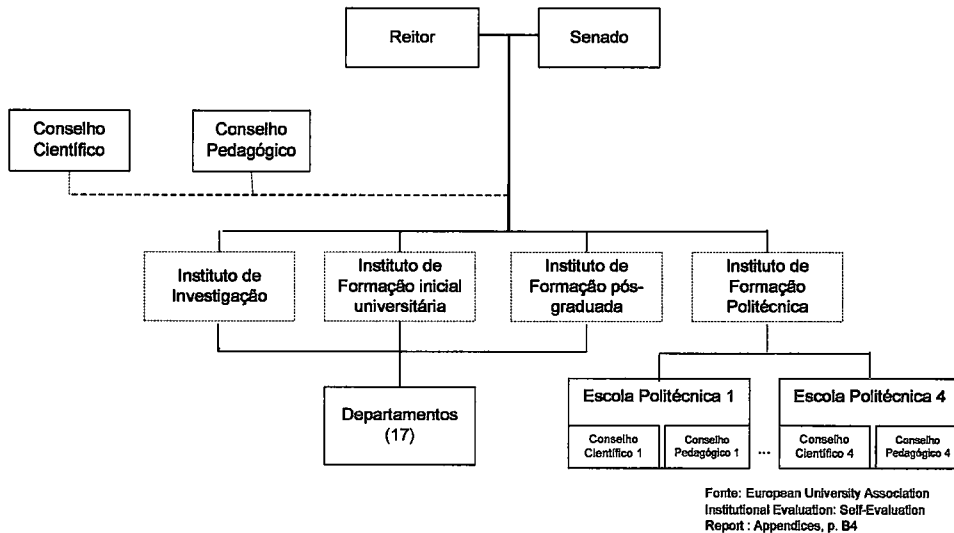 Reitor
Senado
Conselho
Científico
Conselho
Pedagógico
Instituto de
Investigação
Instituto de
Formação inicial
universitária
Instituto de
Formação pós-
graduada
Instituto de
Formação
Politécnica
Departamentos
(17)
Escola Politécnica 1
Conselho
Científico 1
Conselho
Pedagógico 1
...
Escola Politécnica 4
Conselho
Científico 4
Conselho
Pedagógico 4
Fonte: European University Association
Institutional Evaluation: Self-Evaluation
Report : Appendices, p. B4